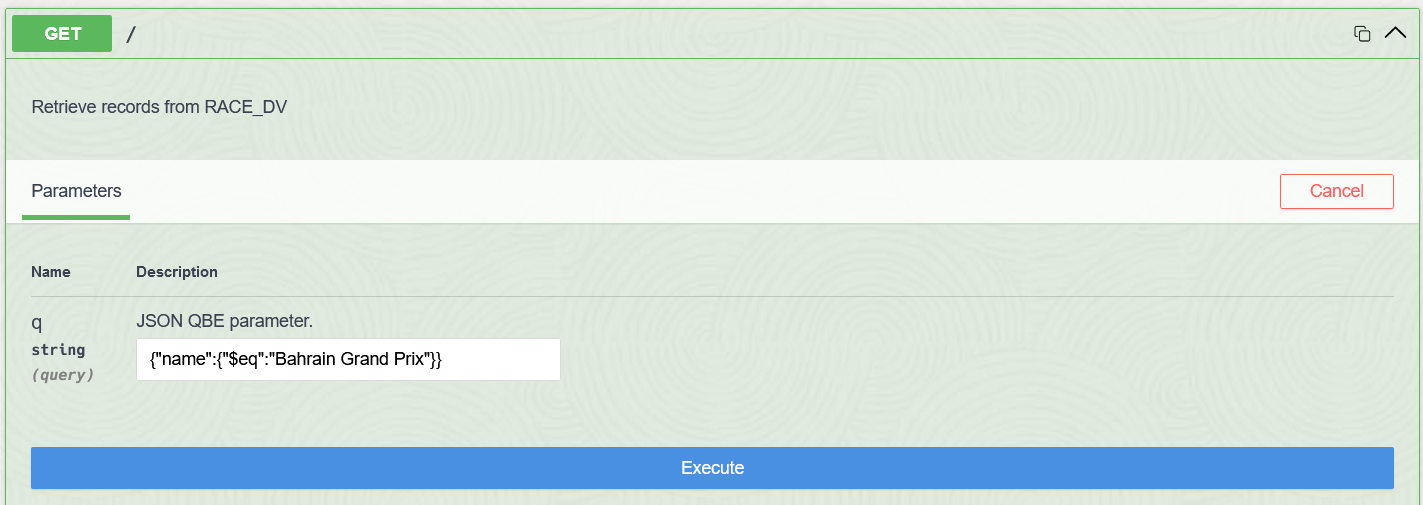 GET /
Retrieve records from RACE_DV
Parameters
Cancel
Name Description
q JSON QBE parameter.
string {"name":{"$eq":"Bahrain Grand Prix"}}
(query)
Execute